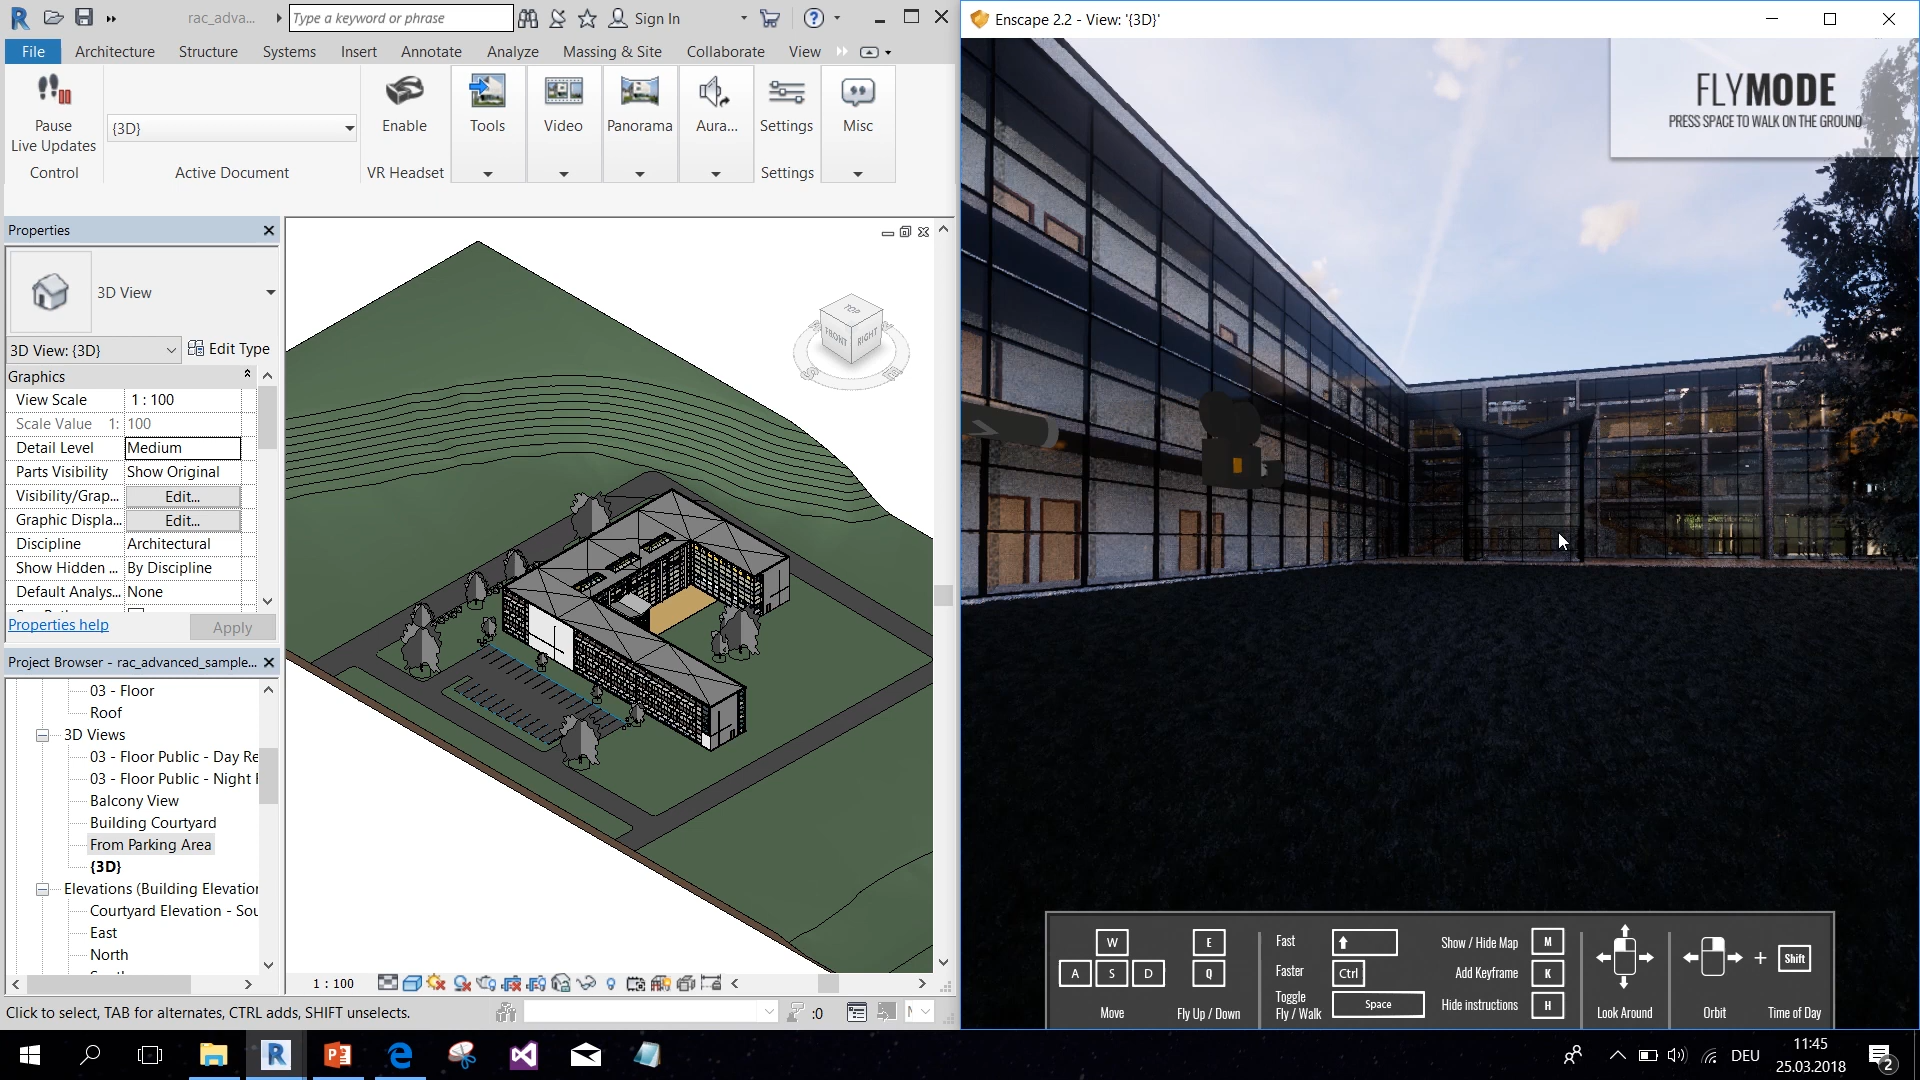 rac_adva...
Type a keyword or phrase
Sign In
Enscape 2.2 - View: '{3D}'
File
Architecture
Structure
Systems
Insert
Annotate
Analyze
Massing & Site
Collaborate
View
Pause
Live Updates
Control
{3D}
Active Document
Enable
VR Headset
Tools
Video
Panorama
Aura...
Settings
Settings
Misc
FLYMODE
PRESS SPACE TO WALK ON THE GROUND
Properties
3D View
3D View: {3D}
Edit Type
Graphics
View Scale
1 : 100
Scale Value 1:
100
Detail Level
Medium
Parts Visibility
Show Original
Visibility/Grap...
Edit...
Graphic Displa...
Edit...
Discipline
Architectural
Show Hidden ...
By Discipline
Default Analys...
None
Properties help
Apply
TOP
FRONT
RIGHT
Project Browser - rac_advanced_sample...
03 - Floor
Roof
3D Views
03 - Floor Public - Day Re
03 - Floor Public - Night
Balcony View
Building Courtyard
From Parking Area
{3D}
Elevations (Building Elevation
Courtyard Elevation - Sou
East
North
1 : 100
Click to select, TAB for alternates, CTRL adds, SHIFT unselects.
:0
W
A
S
D
Move
E
Q
Fly Up / Down
Fast
Faster
Ctrl
Toggle
Fly / Walk
Space
Show / Hide Map
M
Add Keyframe
K
Hide instructions
H
Look Around
Orbit
+
Shift
Time of Day
DEU
11:45
25.03.2018
2